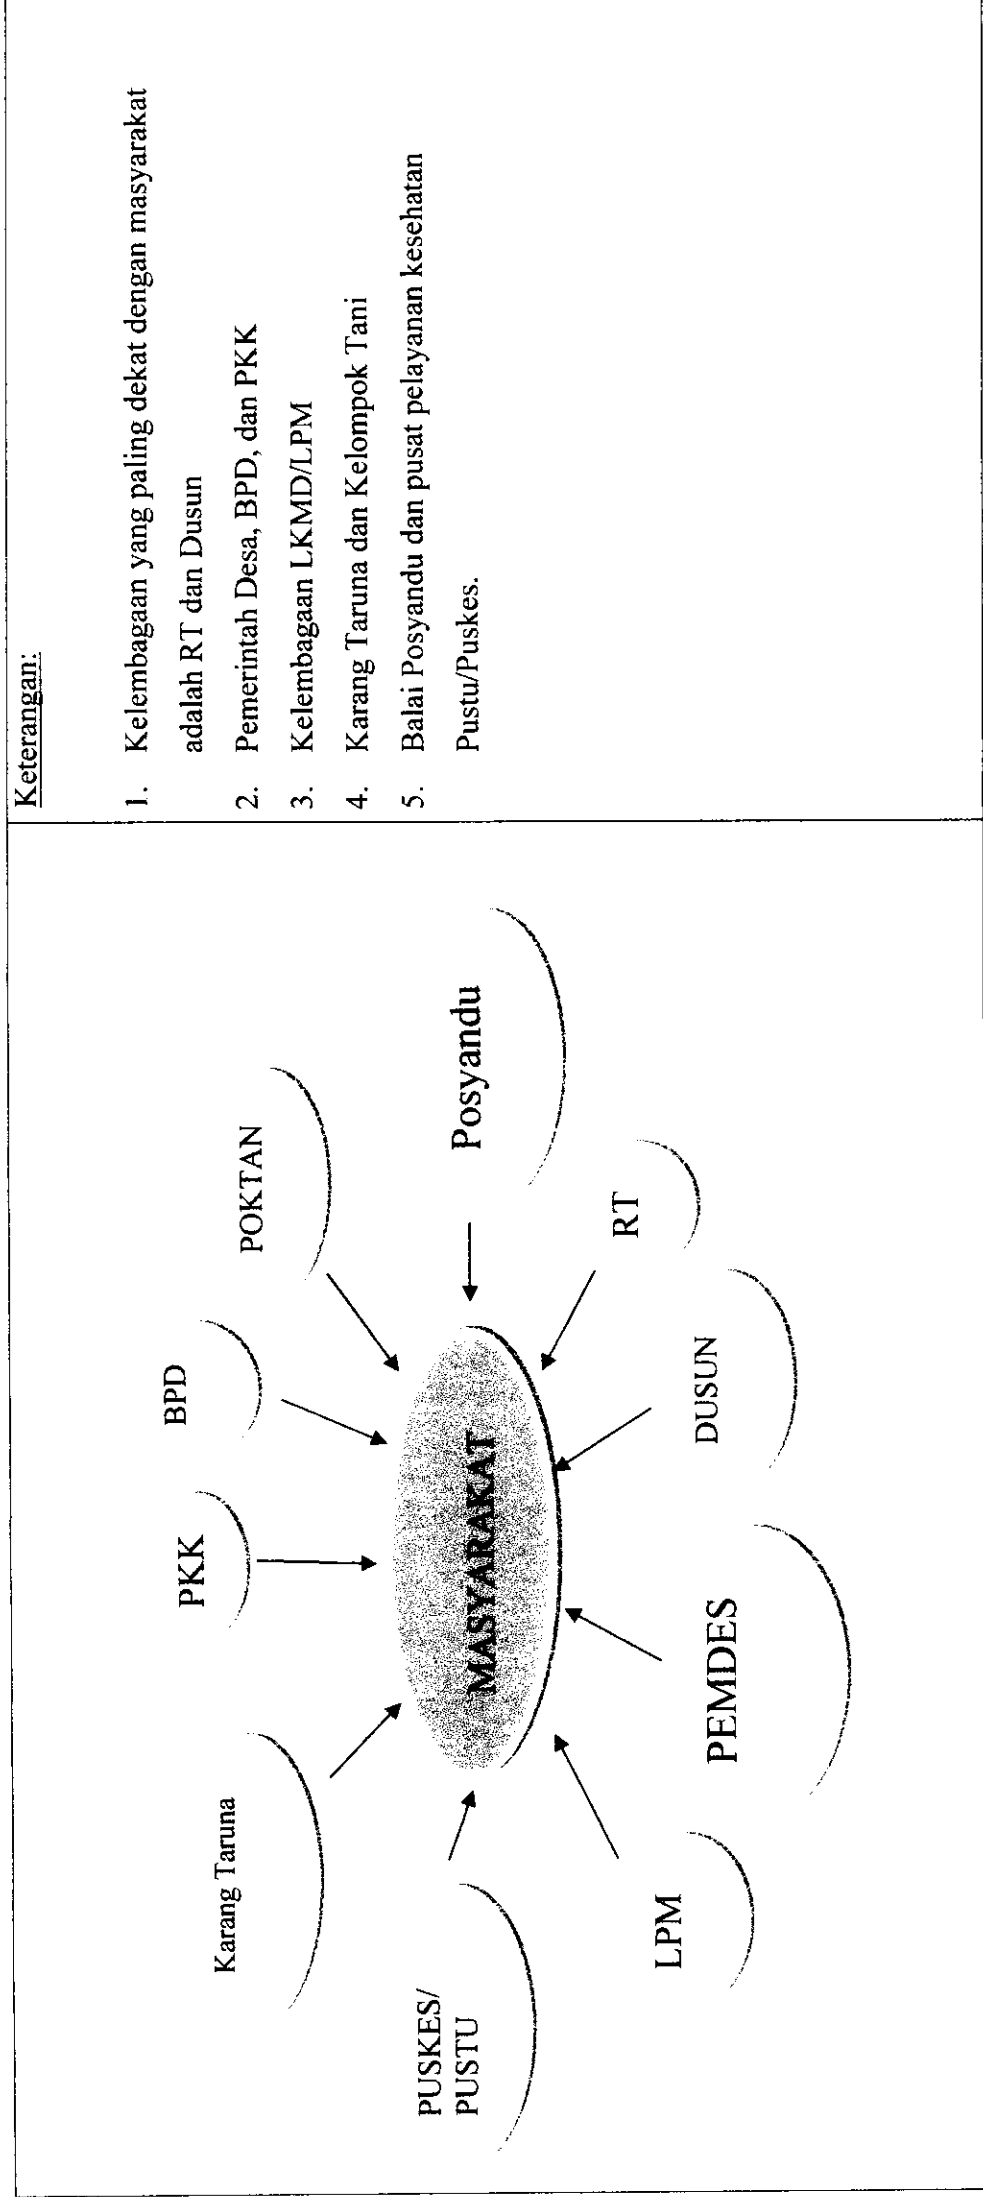 Karang Taruna
PKK
BPD
POKTAN
PUSKES/
PUSTU
MASYARAKAT
Posyandu
LPM
PEMDES
DUSUN
RT
Keterangan:
1. Kelembagaan yang paling dekat dengan masyarakat
adalah RT dan Dusun
2. Pemerintah Desa, BPD, dan PKK
3. Kelembagaan LKMD/LPM
4. Karang Taruna dan Kelompok Tani
5. Balai Posyandu dan pusat pelayanan kesehatan
Pustu/Puskes.